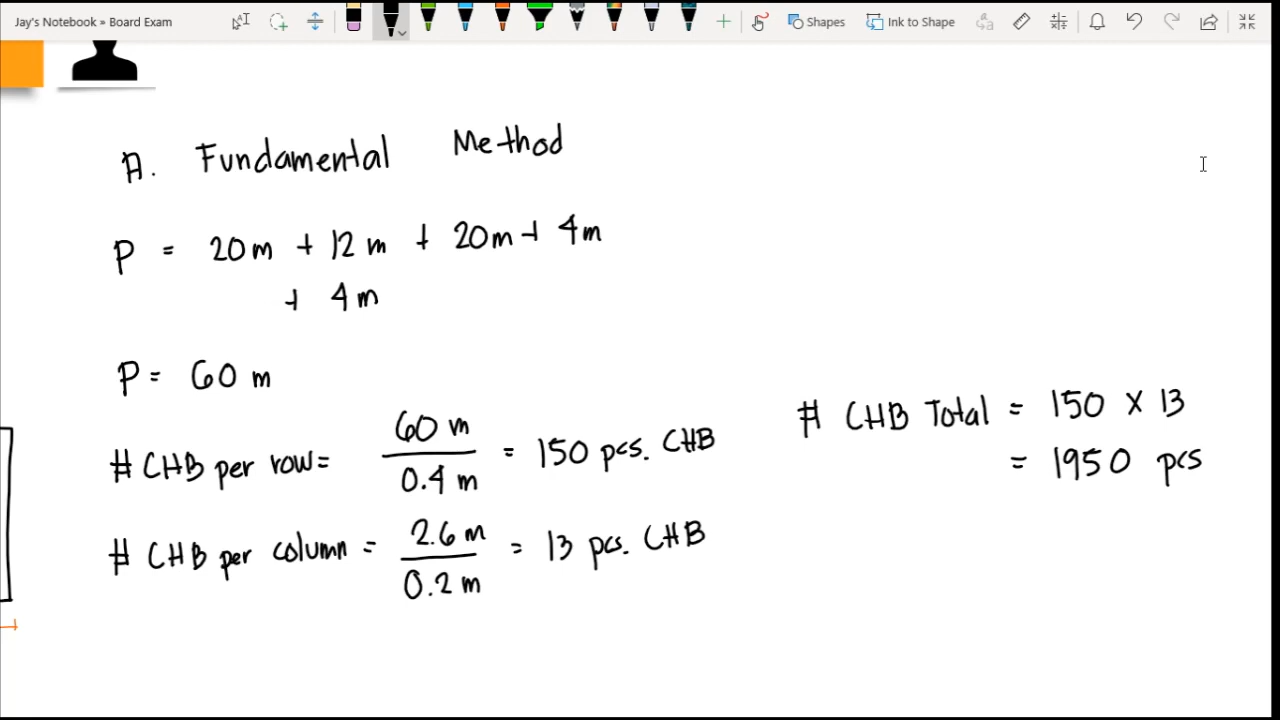 Jay's Notebook » Board Exam
Shapes
Ink to Shape
A. Fundamental Method
P = 20m + 12m + 20m + 4m
+ 4m
P = 60 m
# CHB per row = 60 m / 0.4 m = 150 pcs. CHB
# CHB per column = 2.6 m / 0.2 m = 13 pcs. CHB
# CHB Total = 150 x 13
= 1950 pcs